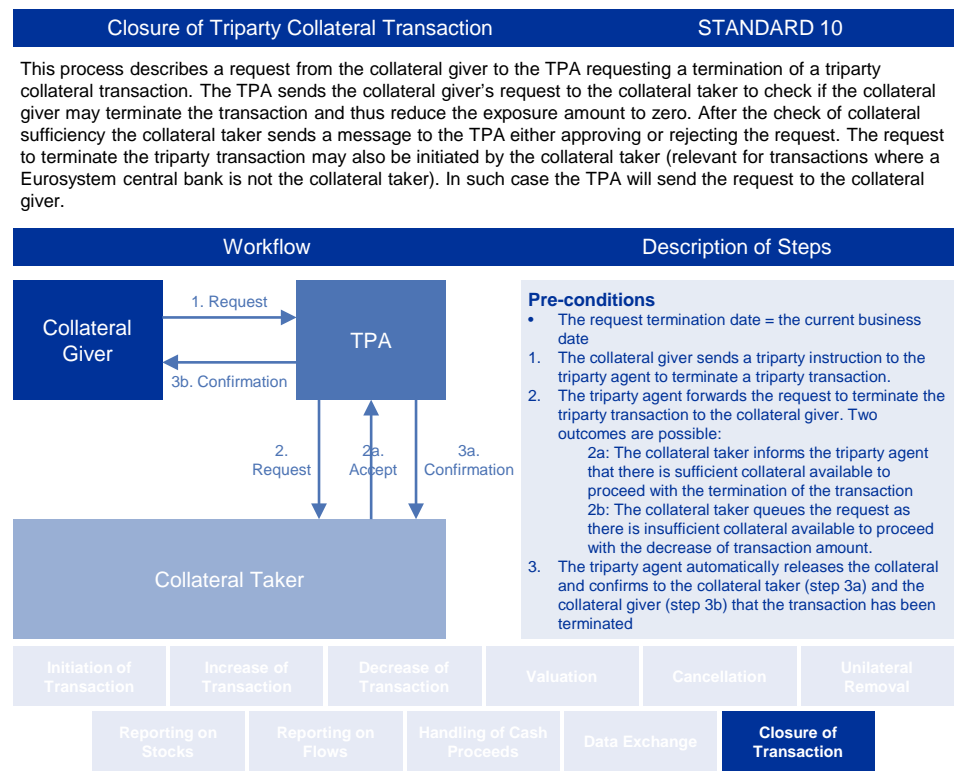 Closure of Triparty Collateral Transaction STANDARD 10
This process describes a request from the collateral giver to the TPA requesting a termination of a triparty
collateral transaction. The TPA sends the collateral giver's request to the collateral taker to check if the collateral
giver may terminate the transaction and thus reduce the exposure amount to zero. After the check of collateral
sufficiency the collateral taker sends a message to the TPA either approving or rejecting the request. The request
to terminate the triparty transaction may also be initiated by the collateral taker (relevant for transactions where a
Eurosystem central bank is not the collateral taker). In such case the TPA will send the request to the collateral
giver.
Workflow
Collateral
Giver
1. Request
3b. Confirmation
TPA
2.
Request
2a.
Accept
3a.
Confirmation
Collateral Taker
Description of Steps
Pre-conditions
• The request termination date = the current business
date
1. The collateral giver sends a triparty instruction to the
triparty agent to terminate a triparty transaction.
2. The triparty agent forwards the request to terminate the
triparty transaction to the collateral giver. Two
outcomes are possible:
2a: The collateral taker informs the triparty agent
that there is sufficient collateral available to
proceed with the termination of the transaction
2b: The collateral taker queues the request as
there is insufficient collateral available to proceed
with the decrease of transaction amount.
3. The triparty agent automatically releases the collateral
and confirms to the collateral taker (step 3a) and the
collateral giver (step 3b) that the transaction has been
terminated
Initiation of
Transaction
Increase of
Transaction
Decrease of
Transaction
Valuation
Cancellation
Unilateral
Removal
Reporting on
Stocks
Reporting on
Flows
Handling of Cash
Proceeds
Data Exchange
Closure of
Transaction